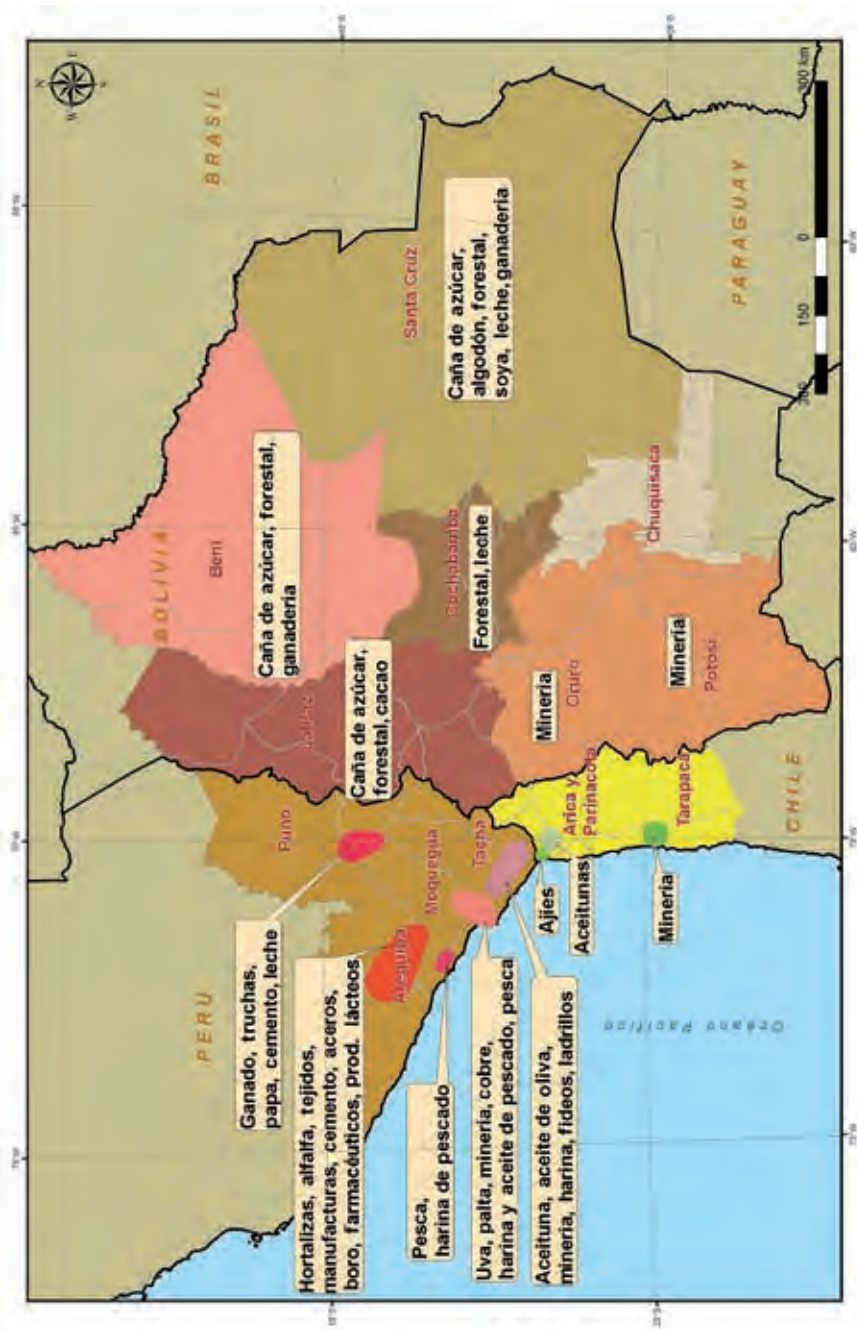 N
E
W
S
BRASIL
PERU
BOLIVIA
PARAGUAY
CHILE
Océano Pacífico
Ganado, truchas,
papa, cemento, leche
Hortalizas, alfalfa, tejidos,
manufacturas, cemento, aceros,
boro, farmacéuticos, prod. lácteos
Pesca,
harina de pescado
Uva, palta, minería, cobre,
harina y aceite de pescado, pesca
Aceituna, aceite de oliva,
minería, harina, fideos, ladrillos
Puno
Arequipa
Moquegua
Tacna
Caña de azúcar,
forestal, cacao
Beni
Caña de azúcar, forestal,
ganadería
Cochabamba
Forestal, leche
Santa Cruz
Caña de azúcar,
algodón, forestal,
soya, leche, ganadería
Minería
Oruro
Minería
Potosí
Chuquisaca
Ajíes
Arica y
Parinacota
Aceitunas
Tarapacá
Minería
150
0
300 km